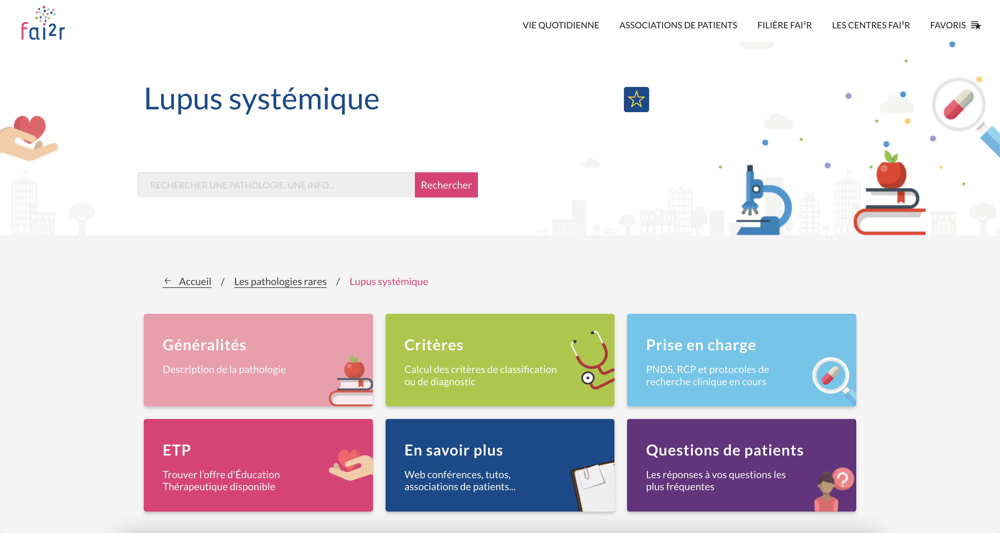 fai2r
VIE QUOTIDIENNE
ASSOCIATIONS DE PATIENTS
FILIÈRE FAI²R
LES CENTRES FAI²R
FAVORIS
Lupus systémique
RECHERCHER UNE PATHOLOGIE, UNE INFO...
Rechercher
Accueil / Les pathologies rares / Lupus systémique
Généralités
Description de la pathologie
Critères
Calcul des critères de classification
ou de diagnostic
Prise en charge
PNDS, RCP et protocoles de
recherche clinique en cours
ETP
Trouver l’offre d'Éducation
Thérapeutique disponible
En savoir plus
Web conférences, tutos,
associations de patients...
Questions de patients
Les réponses à vos questions les
plus fréquentes
?